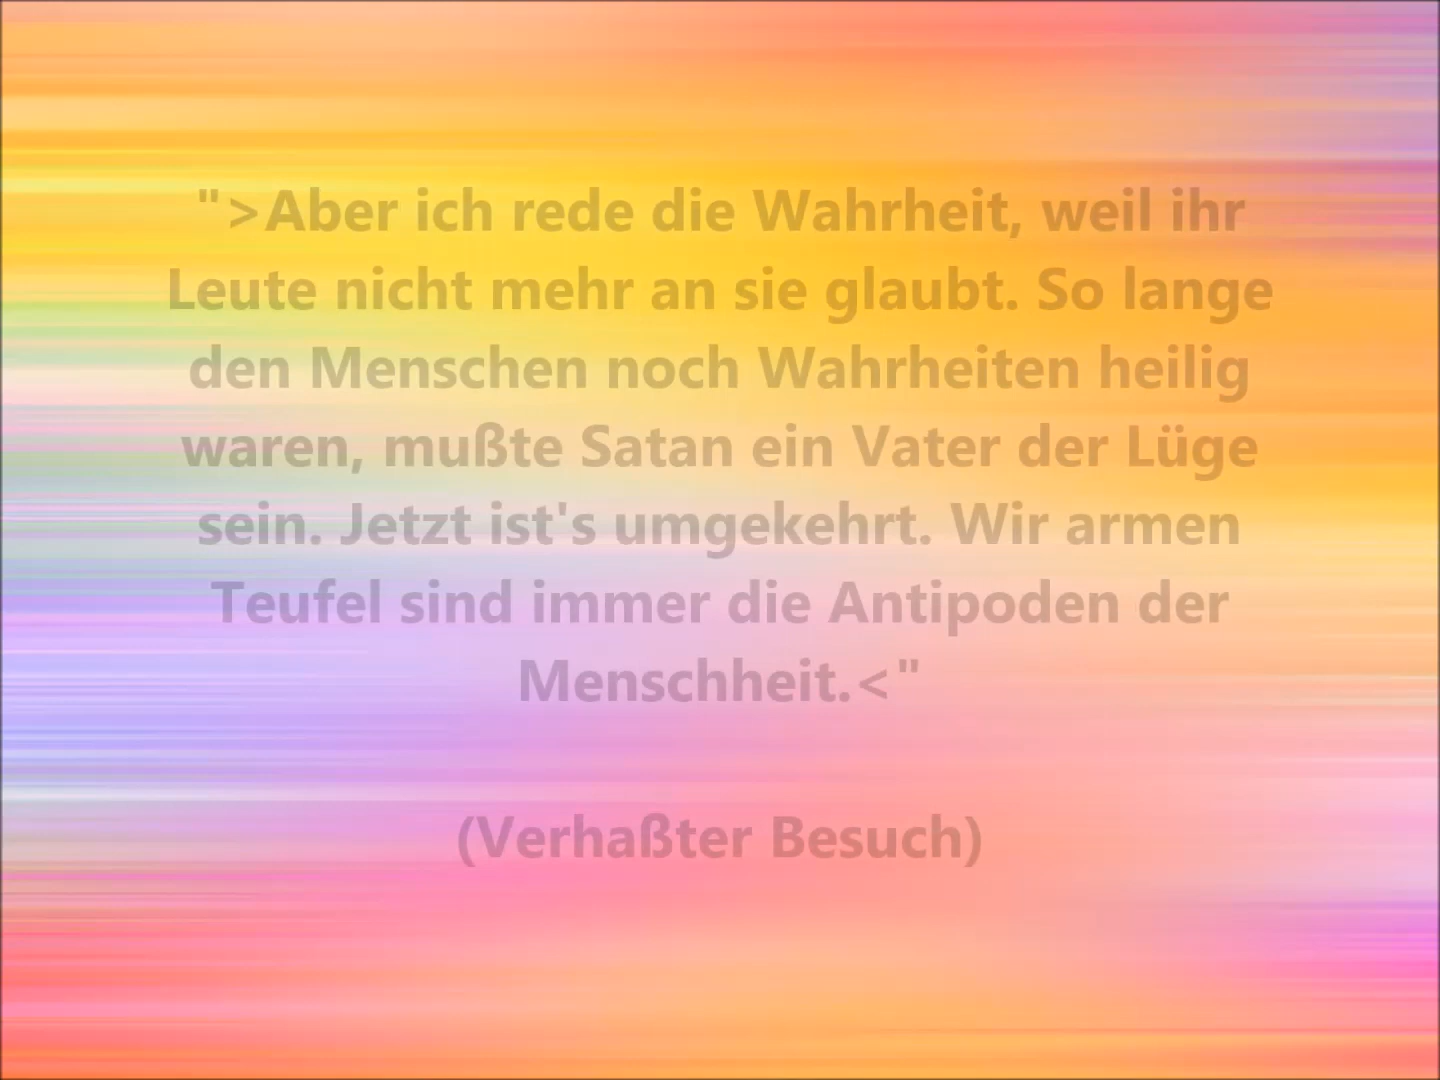 ">Aber ich rede die Wahrheit, weil ihr
Leute nicht mehr an sie glaubt. So lange
den Menschen noch Wahrheiten heilig
waren, mußte Satan ein Vater der Lüge
sein. Jetzt ist's umgekehrt. Wir armen
Teufel sind immer die Antipoden der
Menschheit.<"
(Verhaßter Besuch)